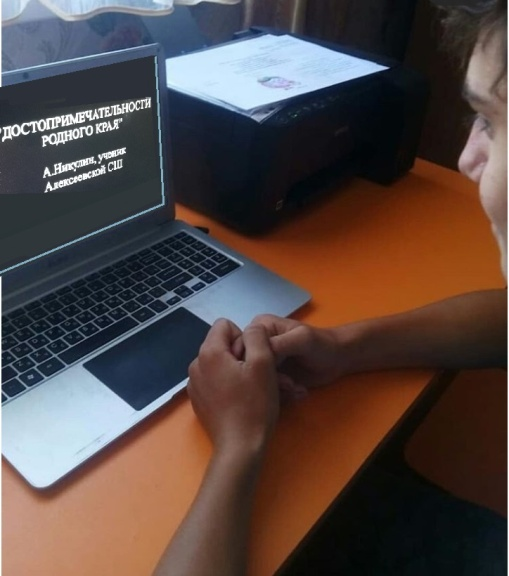 "ДОСТОПРИМЕЧАТЕЛЬНОСТИ
РОДНОГО КРАЯ"
А.Никулин, ученик
Алексеевской СШ